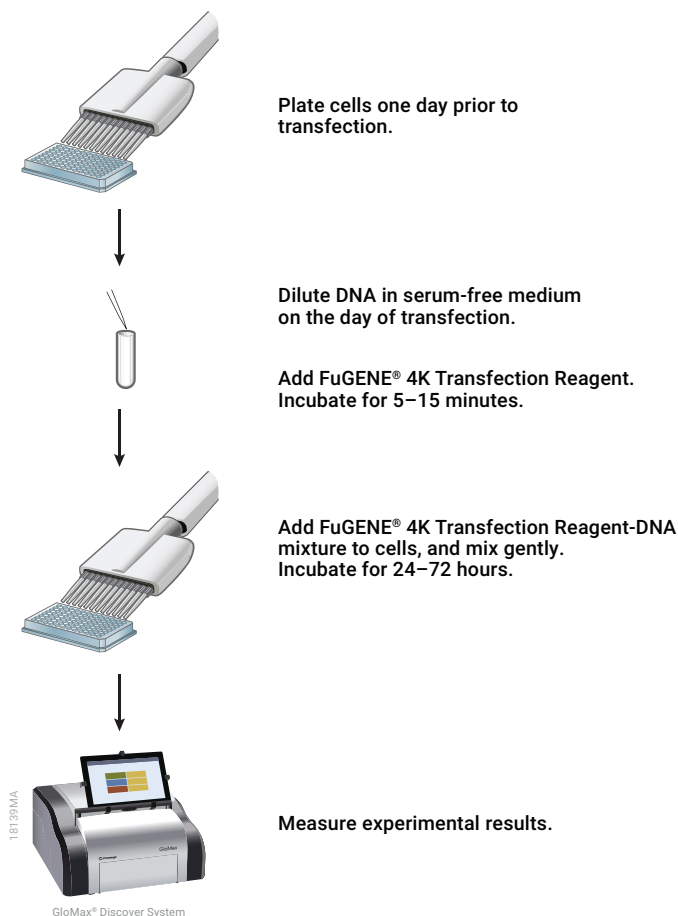 Plate cells one day prior to
transfection.
Dilute DNA in serum-free medium
on the day of transfection.
Add FuGENE® 4K Transfection Reagent.
Incubate for 5–15 minutes.
Add FuGENE® 4K Transfection Reagent-DNA
mixture to cells, and mix gently.
Incubate for 24–72 hours.
Measure experimental results.
18139MA
Promega
GloMax
GloMax® Discover System